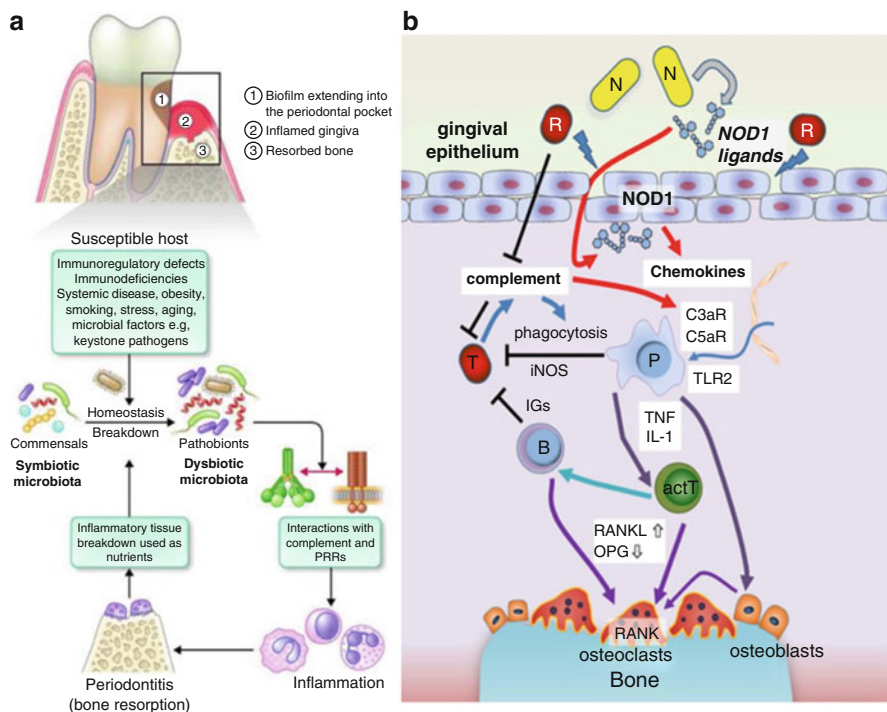 a
① Biofilm extending into
the periodontal pocket
② Inflamed gingiva
③ Resorbed bone
1
2
3
Susceptible host
Immunoregulatory defects
Immunodeficiencies
Systemic disease, obesity,
smoking, stress, aging,
microbial factors e.g,
keystone pathogens
Homeostasis
Breakdown
Commensals
Pathobionts
Symbiotic
microbiota
Dysbiotic
microbiota
Inflammatory tissue
breakdown used as
nutrients
Interactions with
complement and
PRRs
Periodontitis
(bone resorption)
Inflammation
b
N
N
R
R
gingival
epithelium
NOD1
ligands
NOD1
complement
Chemokines
C3aR
C5aR
phagocytosis
T
P
iNOS
TLR2
IGs
TNF
IL-1
B
actT
RANKL ⇧
OPG ⇩
RANK
osteoclasts
osteoblasts
Bone